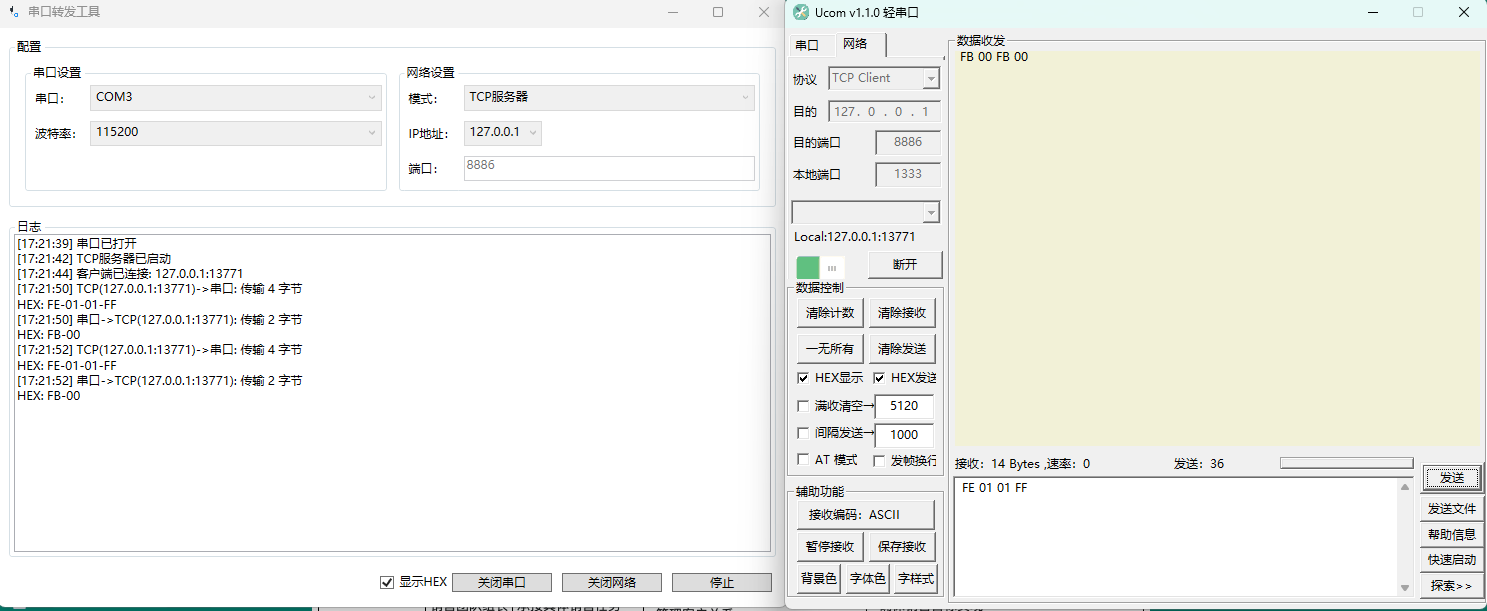 串口转发工具
配置
串口设置
串口:
COM3
波特率:
115200
网络设置
模式:
TCP服务器
IP地址:
127.0.0.1
端口:
8886
日志
[17:21:39] 串口已打开
[17:21:42] TCP服务器已启动
[17:21:44] 客户端已连接: 127.0.0.1:13771
[17:21:50] TCP(127.0.0.1:13771)->串口: 传输 4 字节
HEX: FE-01-01-FF
[17:21:50] 串口->TCP(127.0.0.1:13771): 传输 2 字节
HEX: FB-00
[17:21:52] TCP(127.0.0.1:13771)->串口: 传输 4 字节
HEX: FE-01-01-FF
[17:21:52] 串口->TCP(127.0.0.1:13771): 传输 2 字节
HEX: FB-00
显示HEX
关闭串口
关闭网络
停止
Ucom v1.1.0 轻串口
串口
网络
协议
TCP Client
目的
127. 0 . 0 . 1
目的端口
8886
本地端口
1333
Local:127.0.0.1:13771
断开
数据控制
清除计数
清除接收
一无所有
清除发送
HEX显示
HEX发送
满收清空→
5120
间隔发送→
1000
AT 模式
发帧换行
辅助功能
接收编码：ASCII
暂停接收
保存接收
背景色
字体色
字样式
数据收发
FB 00 FB 00
接收：14 Bytes ,速率：0
发送：36
FE 01 01 FF
发送
发送文件
帮助信息
快速启动
探索>>